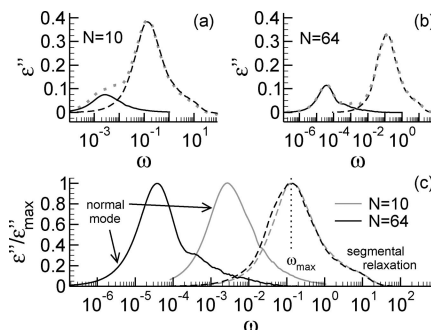 (a)
N=10
ε''
0.4
0.3
0.2
0.1
0
10^-3 10^-1 10^1
ω
(b)
N=64
ε''
0.4
0.3
0.2
0.1
0
10^-6 10^-4 10^-2 10^0 10^2
ω
(c)
ε''/ε''max
1
0.8
0.6
0.4
0.2
0
normal
mode
N=10
N=64
ωmax
segmental
relaxation
10^-6 10^-5 10^-4 10^-3 10^-2 10^-1 10^0 10^1 10^2
ω